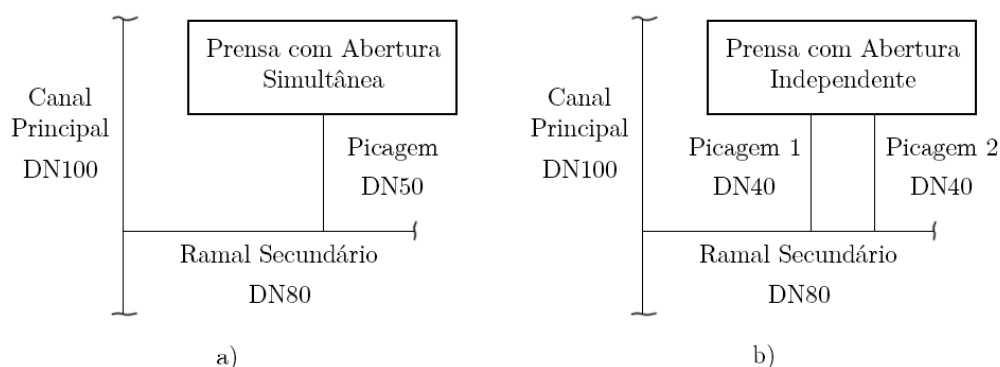 Prensa com Abertura
Simultânea
Canal
Principal
DN100
Picagem
DN50
Ramal Secundário
DN80
a)
Prensa com Abertura
Independente
Canal
Principal
DN100
Picagem 1
DN40
Picagem 2
DN40
Ramal Secundário
DN80
b)